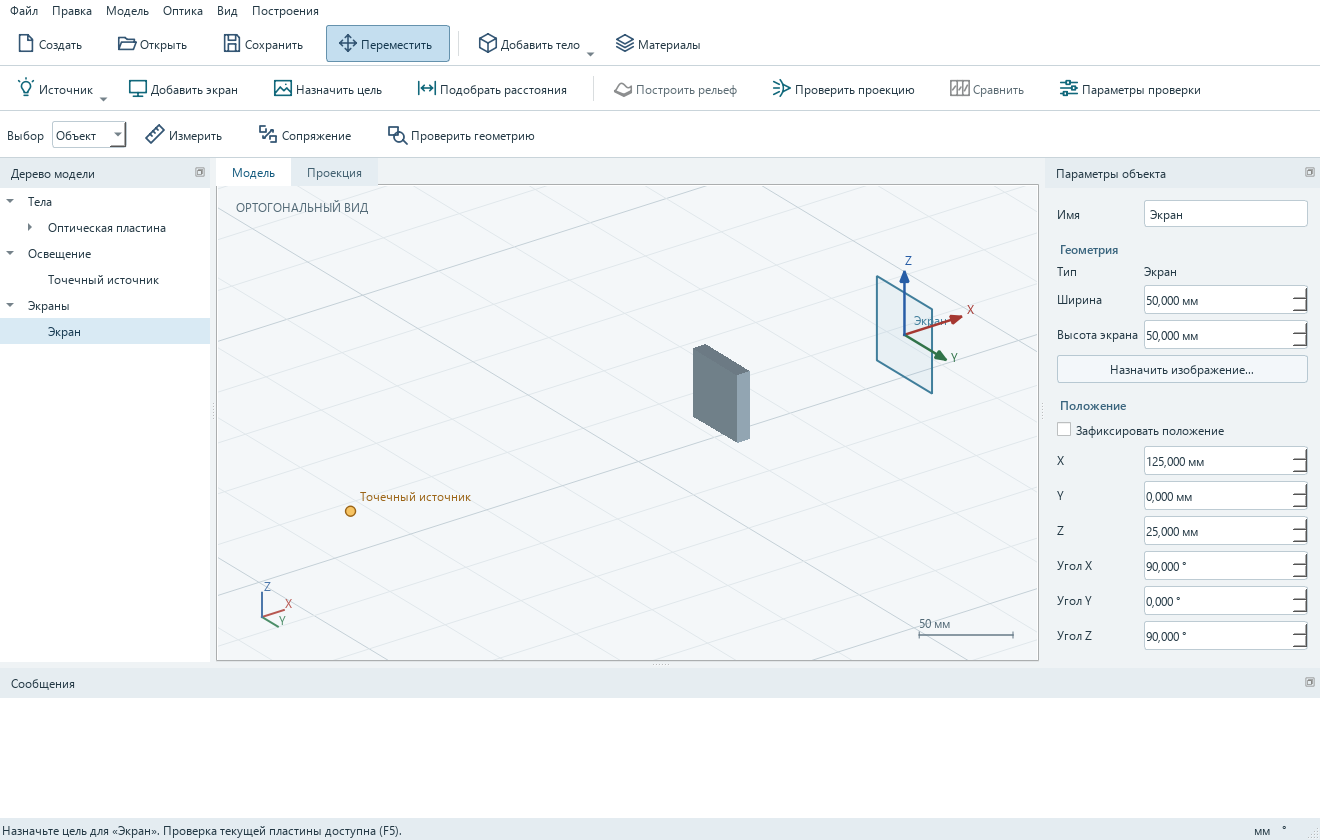 Файл Правка Модель Оптика Вид Построения
Создать Открыть Сохранить Переместить Добавить тело Материалы
Источник Добавить экран Назначить цель Подобрать расстояния Построить рельеф Проверить проекцию Сравнить Параметры проверки
Выбор Объект Измерить Сопряжение Проверить геометрию
Дерево модели
Тела
Оптическая пластина
Освещение
Точечный источник
Экраны
Экран
Модель Проекция
ОРТОГОНАЛЬНЫЙ ВИД
Z
X
Экран
Y
Точечный источник
Z
X
Y
50 мм
Параметры объекта
Имя Экран
Геометрия
Тип Экран
Ширина 50,000 мм
Высота экрана 50,000 мм
Назначить изображение...
Положение
Зафиксировать положение
X 125,000 мм
Y 0,000 мм
Z 25,000 мм
Угол X 90,000 °
Угол Y 0,000 °
Угол Z 90,000 °
Сообщения
Назначьте цель для «Экран». Проверка текущей пластины доступна (F5). мм °